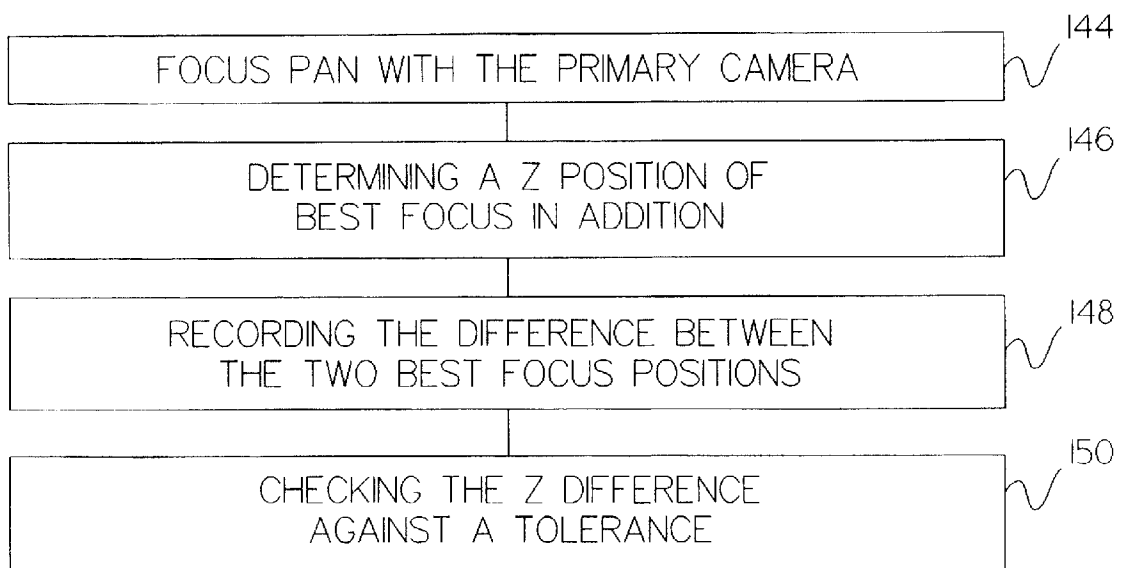 144
FOCUS PAN WITH THE PRIMARY CAMERA
146
DETERMINING A Z POSITION OF
BEST FOCUS IN ADDITION
148
RECORDING THE DIFFERENCE BETWEEN
THE TWO BEST FOCUS POSITIONS
150
CHECKING THE Z DIFFERENCE
AGAINST A TOLERANCE